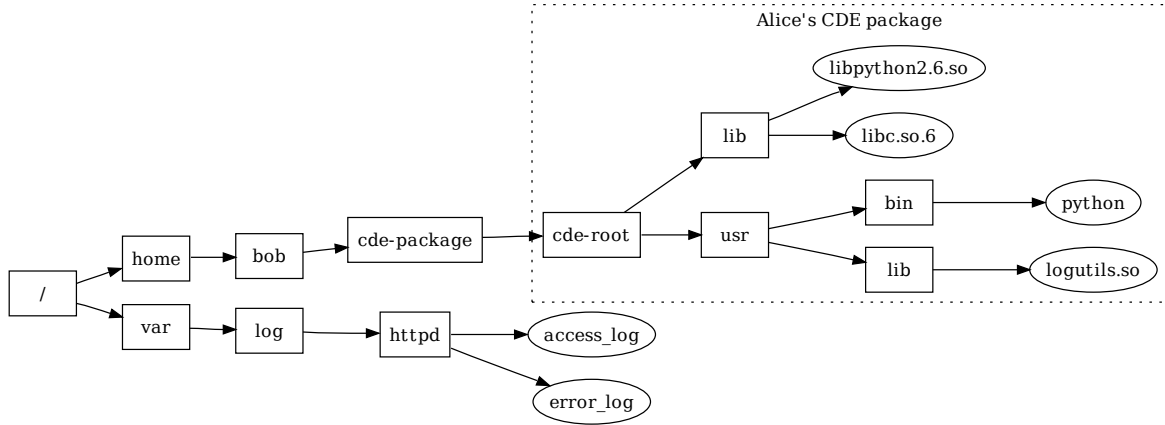 Alice's CDE package
libpython2.6.so
lib
libc.so.6
bin
python
cde-root
usr
cde-package
home
bob
lib
logutils.so
/
var
log
httpd
access_log
error_log